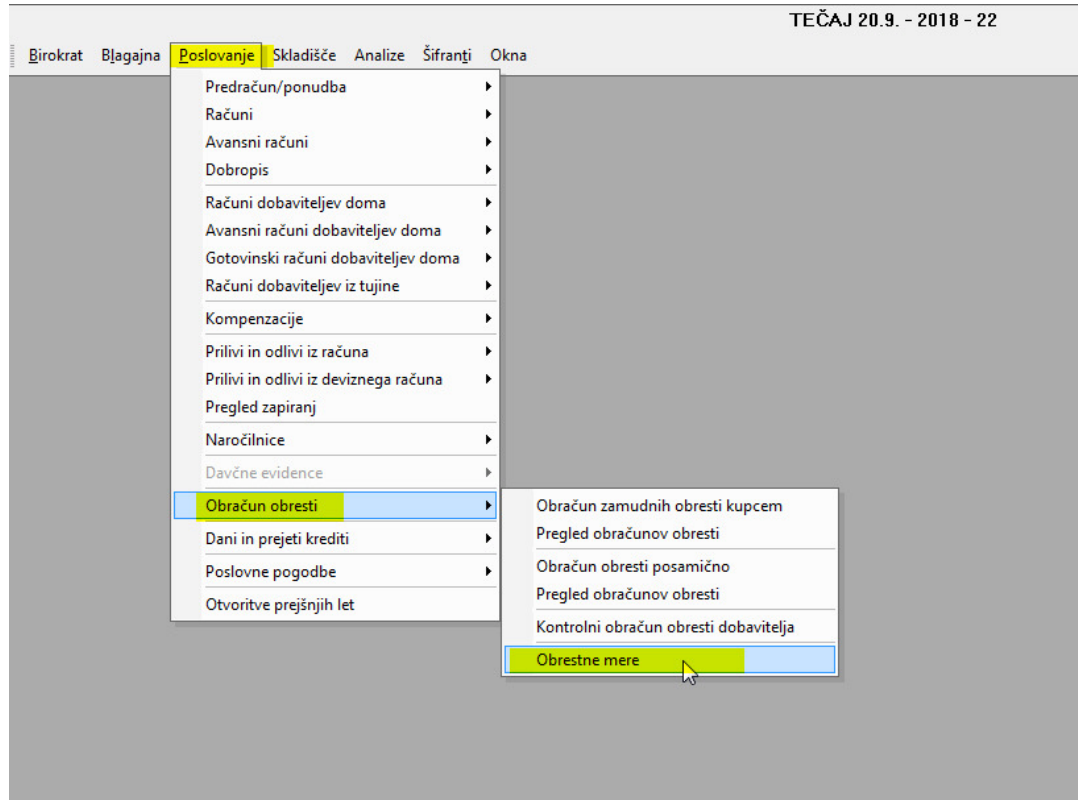 TEČAJ 20.9. - 2018 - 22
Birokrat Blagajna Poslovanje Skladišče Analize Šifranti Okna
Predračun/ponudba
Računi
Avansni računi
Dobropis
Računi dobaviteljev doma
Avansni računi dobaviteljev doma
Gotovinski računi dobaviteljev doma
Računi dobaviteljev iz tujine
Kompenzacije
Prilivi in odlivi iz računa
Prilivi in odlivi iz deviznega računa
Pregled zapiranj
Naročilnice
Davčne evidence
Obračun obresti
Dani in prejeti krediti
Poslovne pogodbe
Otvoritve prejšnjih let
Obračun zamudnih obresti kupcem
Pregled obračunov obresti
Obračun obresti posamično
Pregled obračunov obresti
Kontrolni obračun obresti dobavitelja
Obrestne mere